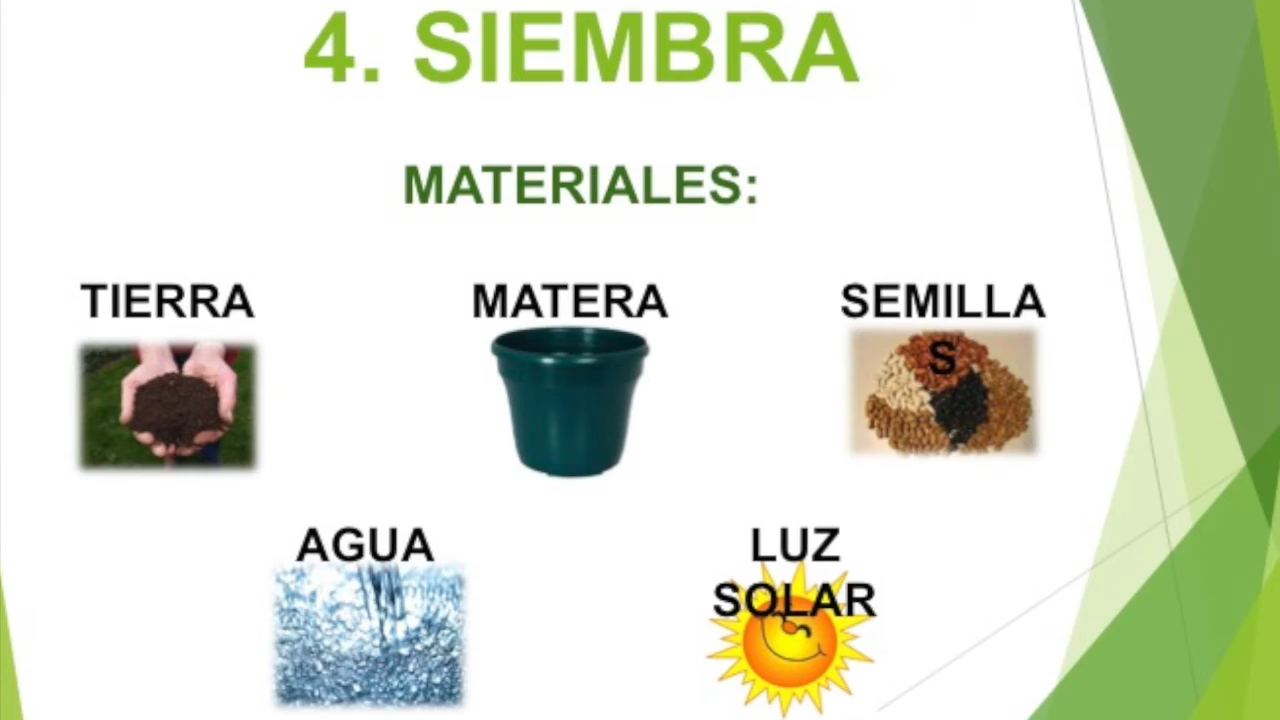 4. SIEMBRA
MATERIALES:
TIERRA
MATERA
SEMILLA
S
AGUA
LUZ
SOLAR